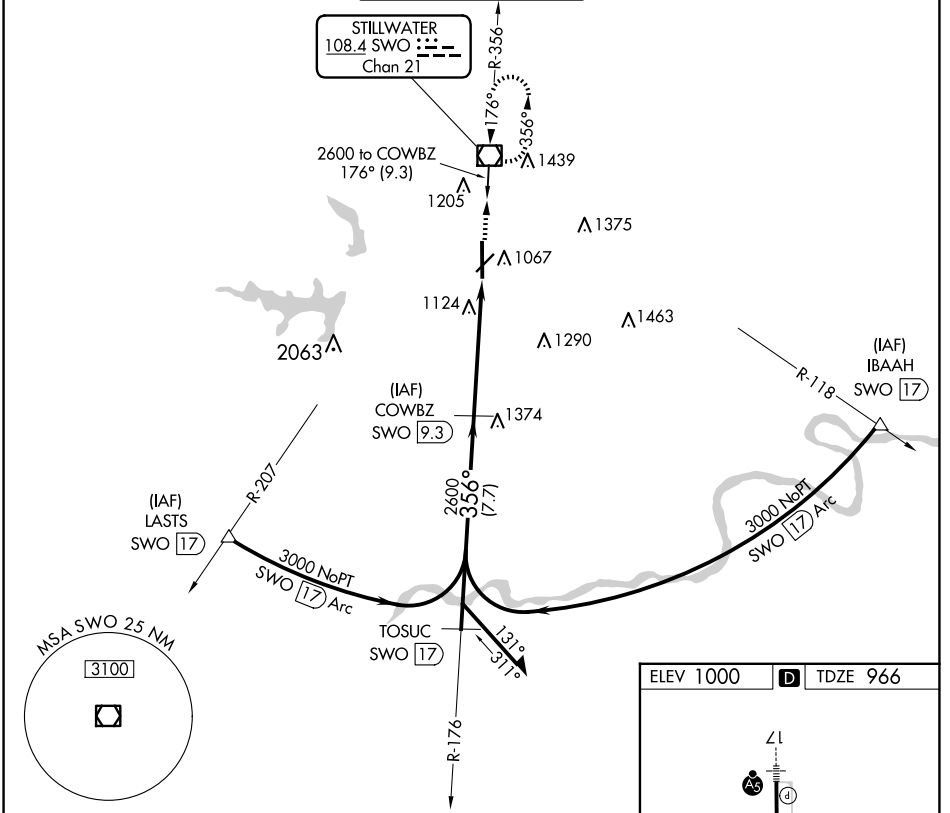 STILLWATER
108.4 SWO
Chan 21
R-356
176°
356°
2600 to COWBZ
176° (9.3)
1439
1205
1375
1067
1124
1463
1290
2063
(IAF)
IBAAH
SWO 17
R-118
(IAF)
COWBZ
SWO 9.3
1374
R-207
2600
356°
(7.7)
(IAF)
LASTS
SWO 17
3000 NoPT
SWO 17 Arc
3000 NoPT
SWO 17 Arc
TOSUC
SWO 17
131°
311°
MSA SWO 25 NM
3100
R-176
ELEV 1000 D TDZE 966
17
A5
P